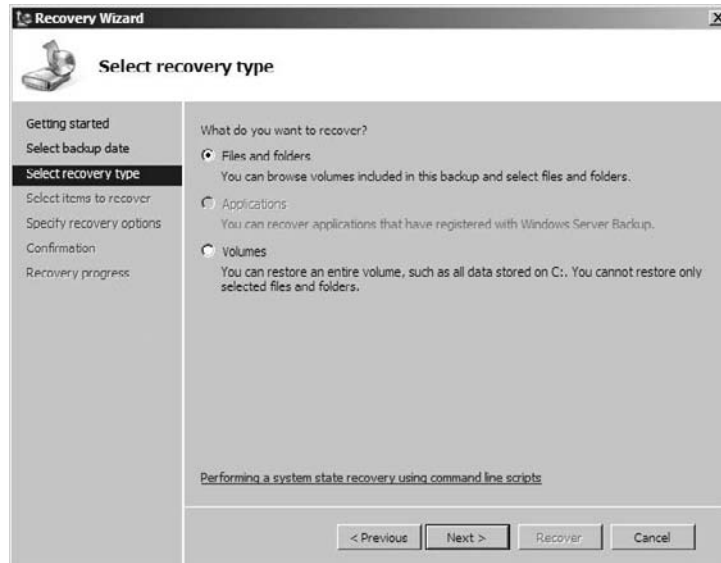 Recovery Wizard
X
Select recovery type
Getting started
Select backup date
Select recovery type
Select items to recover
Specify recovery options
Confirmation
Recovery progress
What do you want to recover?
Files and folders
You can browse volumes included in this backup and select files and folders.
Applications
You can recover applications that have registered with Windows Server Backup.
Volumes
You can restore an entire volume, such as all data stored on C:. You cannot restore only
selected files and folders.
Performing a system state recovery using command line scripts
< Previous
Next >
Recover
Cancel